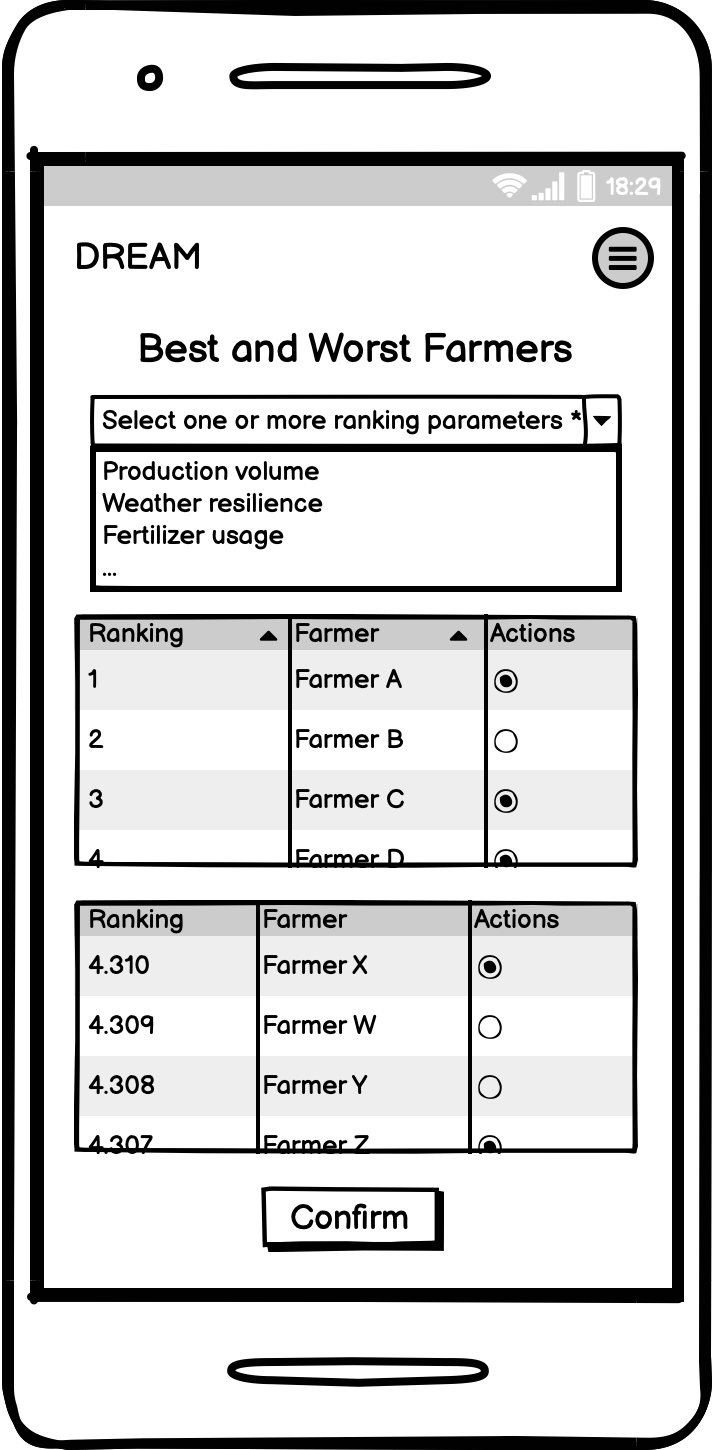 18:29
DREAM
Best and Worst Farmers
Select one or more ranking parameters *
Production volume
Weather resilience
Fertilizer usage
...
Ranking Farmer Actions
1 Farmer A
2 Farmer B
3 Farmer C
4 Farmer D
Ranking Farmer Actions
4.310 Farmer X
4.309 Farmer W
4.308 Farmer Y
4.307 Farmer Z
Confirm